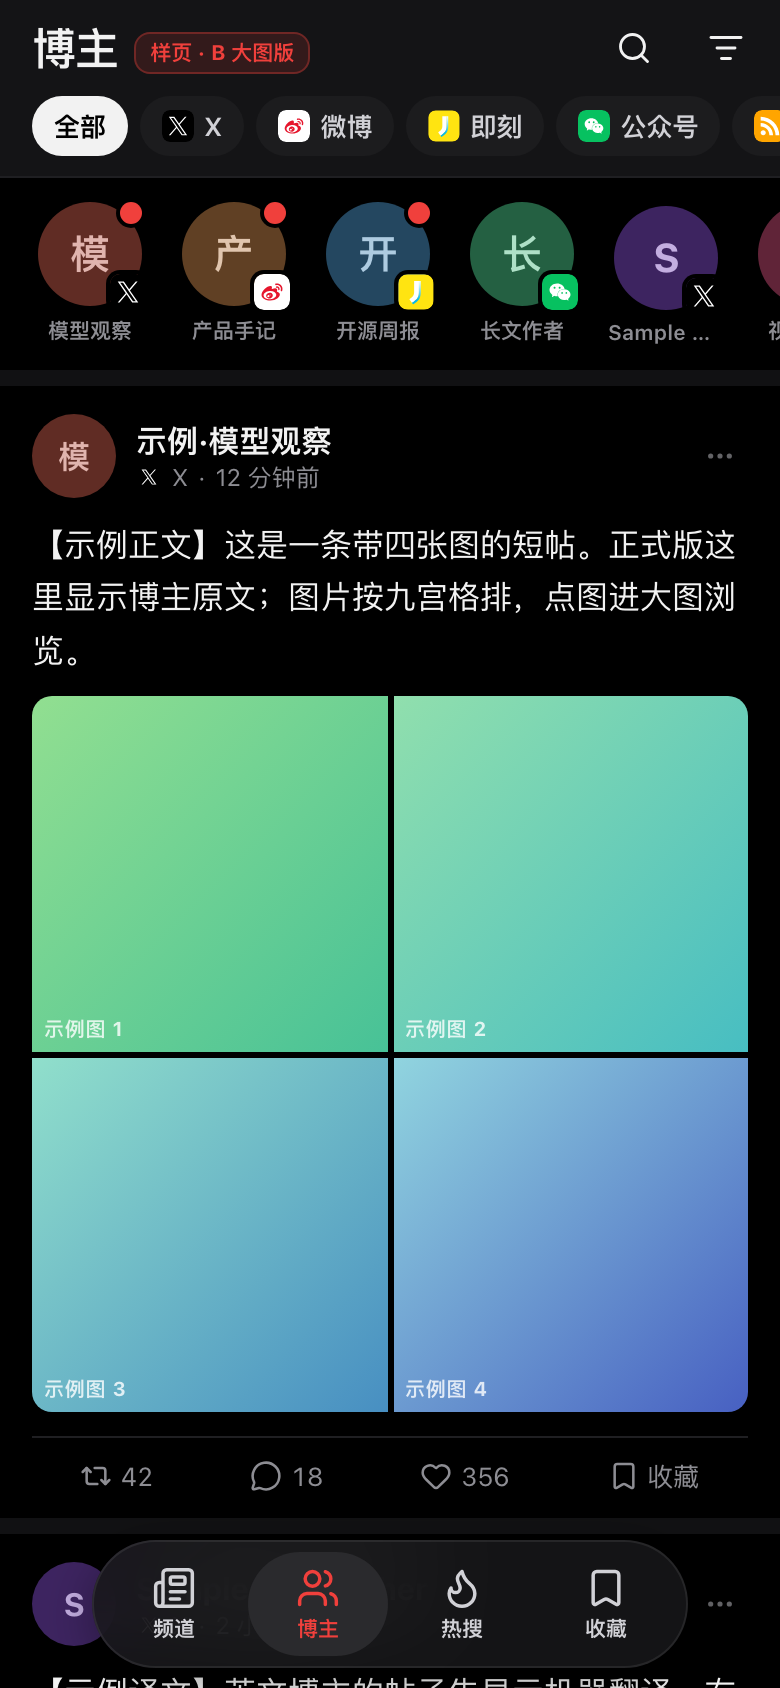 博主 样页 · B 大图版
全部 X 微博 即刻 公众号
模 产 开 长 S
模型观察 产品手记 开源周报 长文作者 Sample ...
模 示例·模型观察
X · 12 分钟前
【示例正文】这是一条带四张图的短帖。正式版这
里显示博主原文；图片按九宫格排，点图进大图浏
览。
示例图 1 示例图 2
示例图 3 示例图 4
42 18 356 收藏
S
频道 博主 热搜 收藏